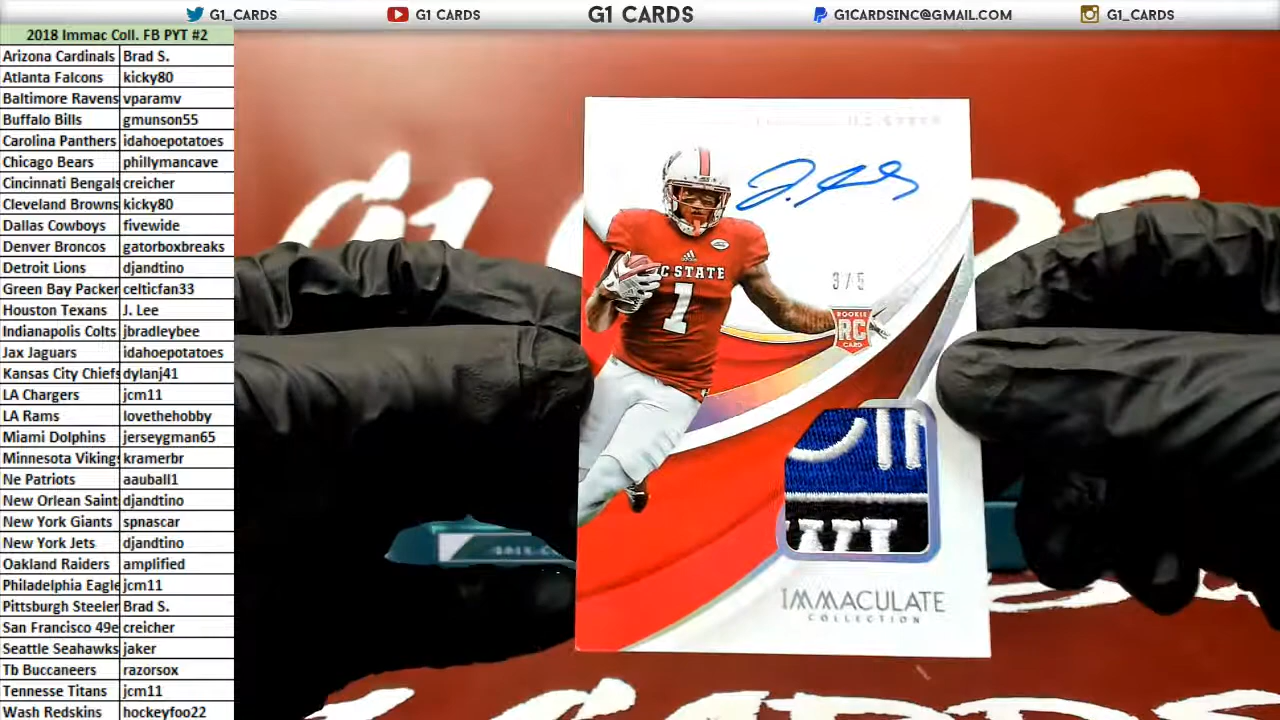 G1_CARDS G1 CARDS G1 CARDS G1CARDSINC@GMAIL.COM G1_CARDS
2018 Immac Coll. FB PYT #2
Arizona Cardinals Brad S.
Atlanta Falcons kicky80
Baltimore Ravens vparamv
Buffalo Bills gmunson55
Carolina Panthers idahoepotatoes
Chicago Bears phillymancave
Cincinnati Bengals creicher
Cleveland Browns kicky80
Dallas Cowboys fivewide
Denver Broncos gatorboxbreaks
Detroit Lions djandtino
Green Bay Packer celticfan33
Houston Texans J. Lee
Indianapolis Colts jbradleybee
Jax Jaguars idahoepotatoes
Kansas City Chiefs dylanj41
LA Chargers jcm11
LA Rams lovethehobby
Miami Dolphins jerseygman65
Minnesota Vikings kramerbr
Ne Patriots aauball1
New Orlean Saint djandtino
New York Giants spnascar
New York Jets djandtino
Oakland Raiders amplified
Philadelphia Eagle jcm11
Pittsburgh Steeler Brad S.
San Francisco 49e creicher
Seattle Seahawks jaker
Tb Buccaneers razorsox
Tennesse Titans jcm11
Wash Redskins hockeyfoo22
C STATE
1
3/5
ROOKIE
RC
CARD
IMMACULATE
COLLECTION